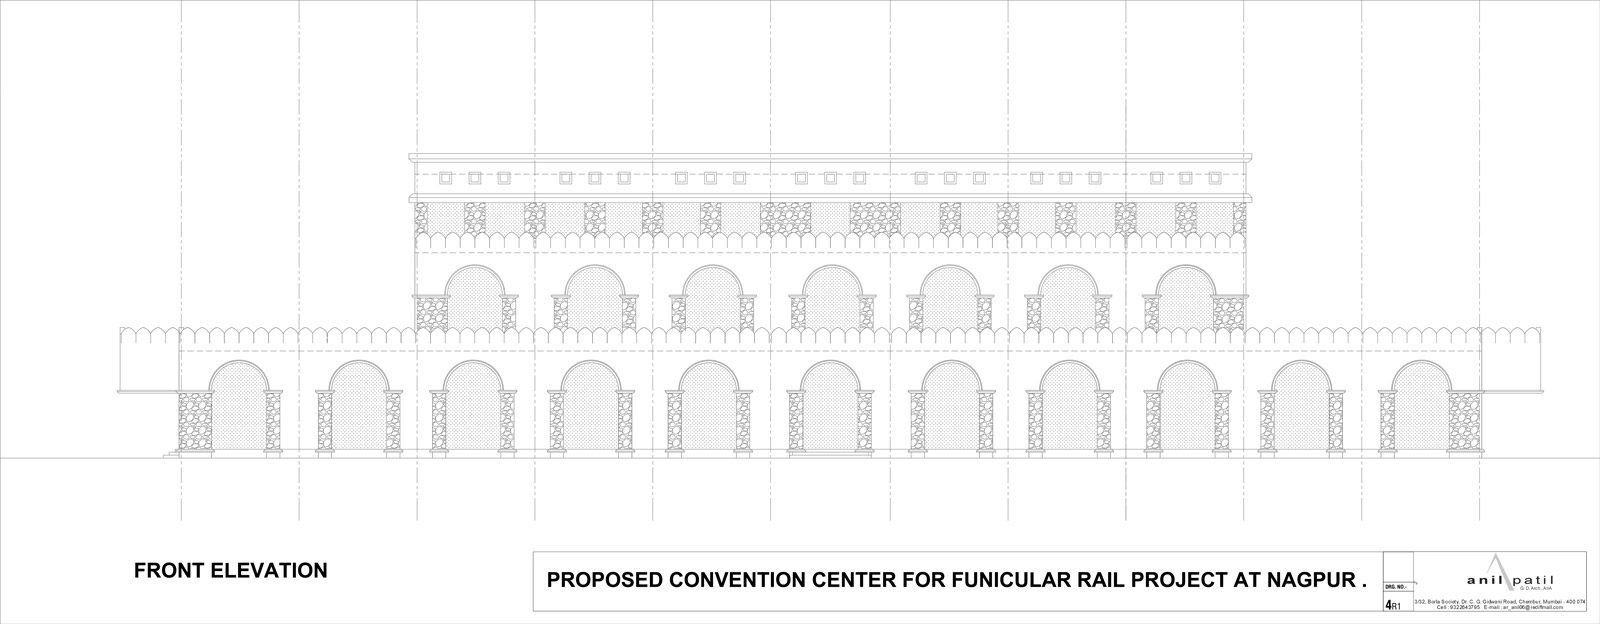 FRONT ELEVATION
PROPOSED CONVENTION CENTER FOR FUNICULAR RAIL PROJECT AT NAGPUR .
DRG. NO.-
4R1
anil patil
G. D. Arch., AIIA
3/02, Borla Society, Dr. C. G. Gidwani Road, Chembur, Mumbai - 400 074
Cell : 9322643795 E-mail : ar_anil06@rediffmail.com